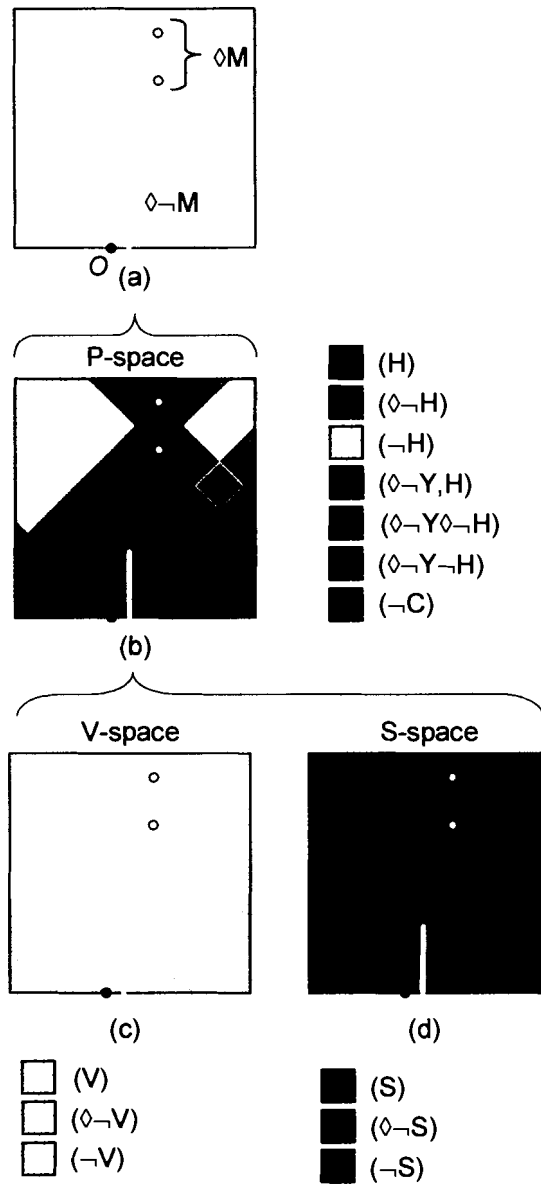 ◊M
◊¬M
O
(a)
P-space
(H)
(◊¬H)
(¬H)
(◊¬Y,H)
(◊¬Y◊¬H)
(◊¬Y¬H)
(¬C)
(b)
V-space
S-space
(c)
(d)
(V)
(◊¬V)
(¬V)
(S)
(◊¬S)
(¬S)